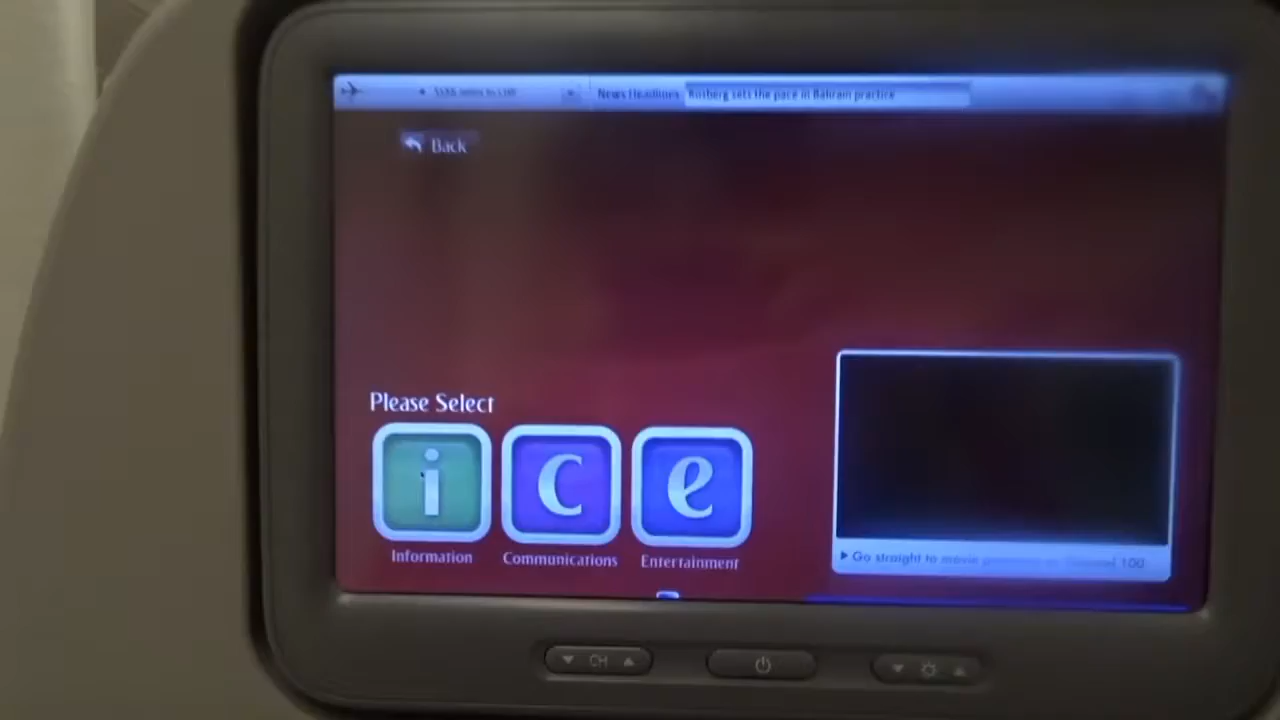 News Headlines Rosberg sets the pace in Bahrain practice
Back
Please Select
i c e
Information Communications Entertainment
Go straight to movie
100
CH